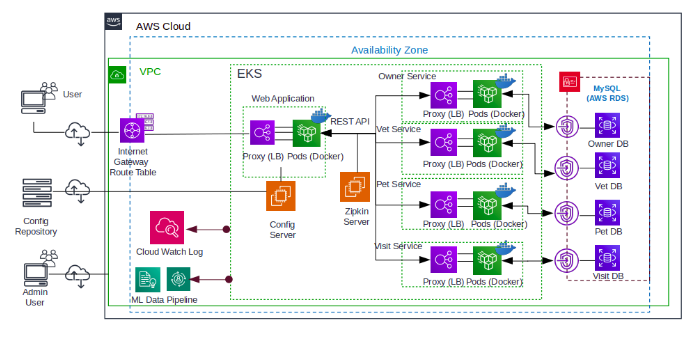 aws
AWS Cloud
Availability Zone
VPC
EKS
User
Web Application
Proxy (LB) Pods (Docker)
REST API
Internet
Gateway
Route Table
Config
Repository
Config
Server
Zipkin
Server
Cloud Watch Log
ML Data Pipeline
Admin
User
Owner Service
Proxy (LB) Pods (Docker)
Vet Service
Proxy (LB) Pods (Docker)
Pet Service
Proxy (LB) Pods (Docker)
Visit Service
Proxy (LB) Pods (Docker)
MySQL
(AWS RDS)
Owner DB
Vet DB
Pet DB
Visit DB